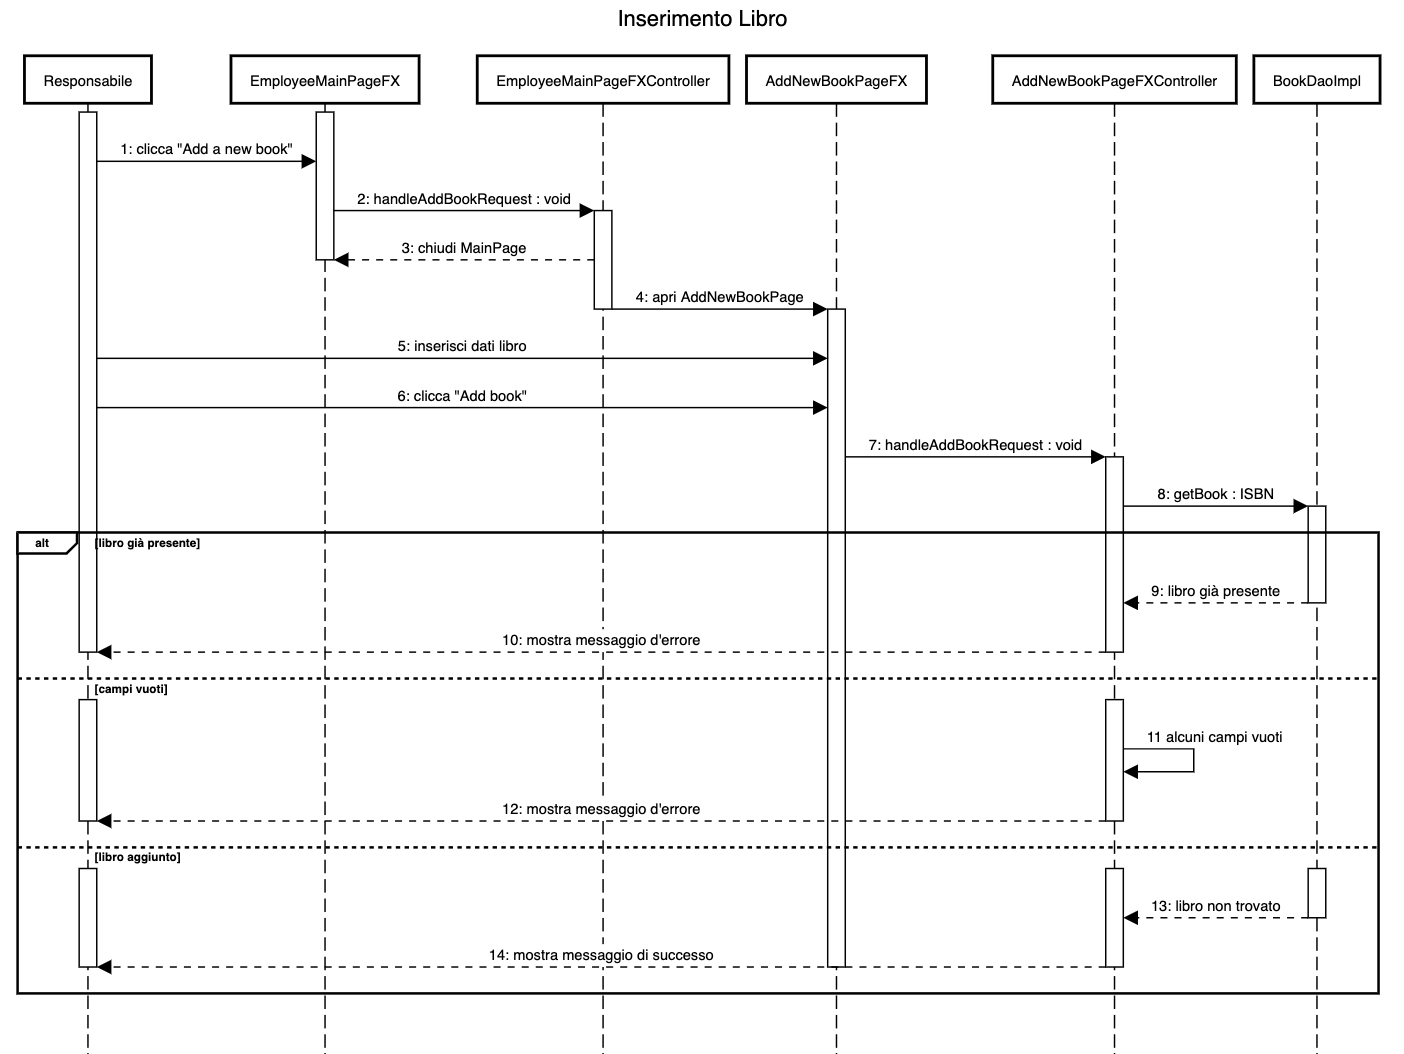 Inserimento Libro
Responsabile
EmployeeMainPageFX
EmployeeMainPageFXController
AddNewBookPageFX
AddNewBookPageFXController
BookDaoImpl
1: clicca "Add a new book"
2: handleAddBookRequest : void
3: chiudi MainPage
4: apri AddNewBookPage
5: inserisci dati libro
6: clicca "Add book"
7: handleAddBookRequest : void
8: getBook : ISBN
alt
[libro già presente]
9: libro già presente
10: mostra messaggio d'errore
[campi vuoti]
11 alcuni campi vuoti
12: mostra messaggio d'errore
[libro aggiunto]
13: libro non trovato
14: mostra messaggio di successo